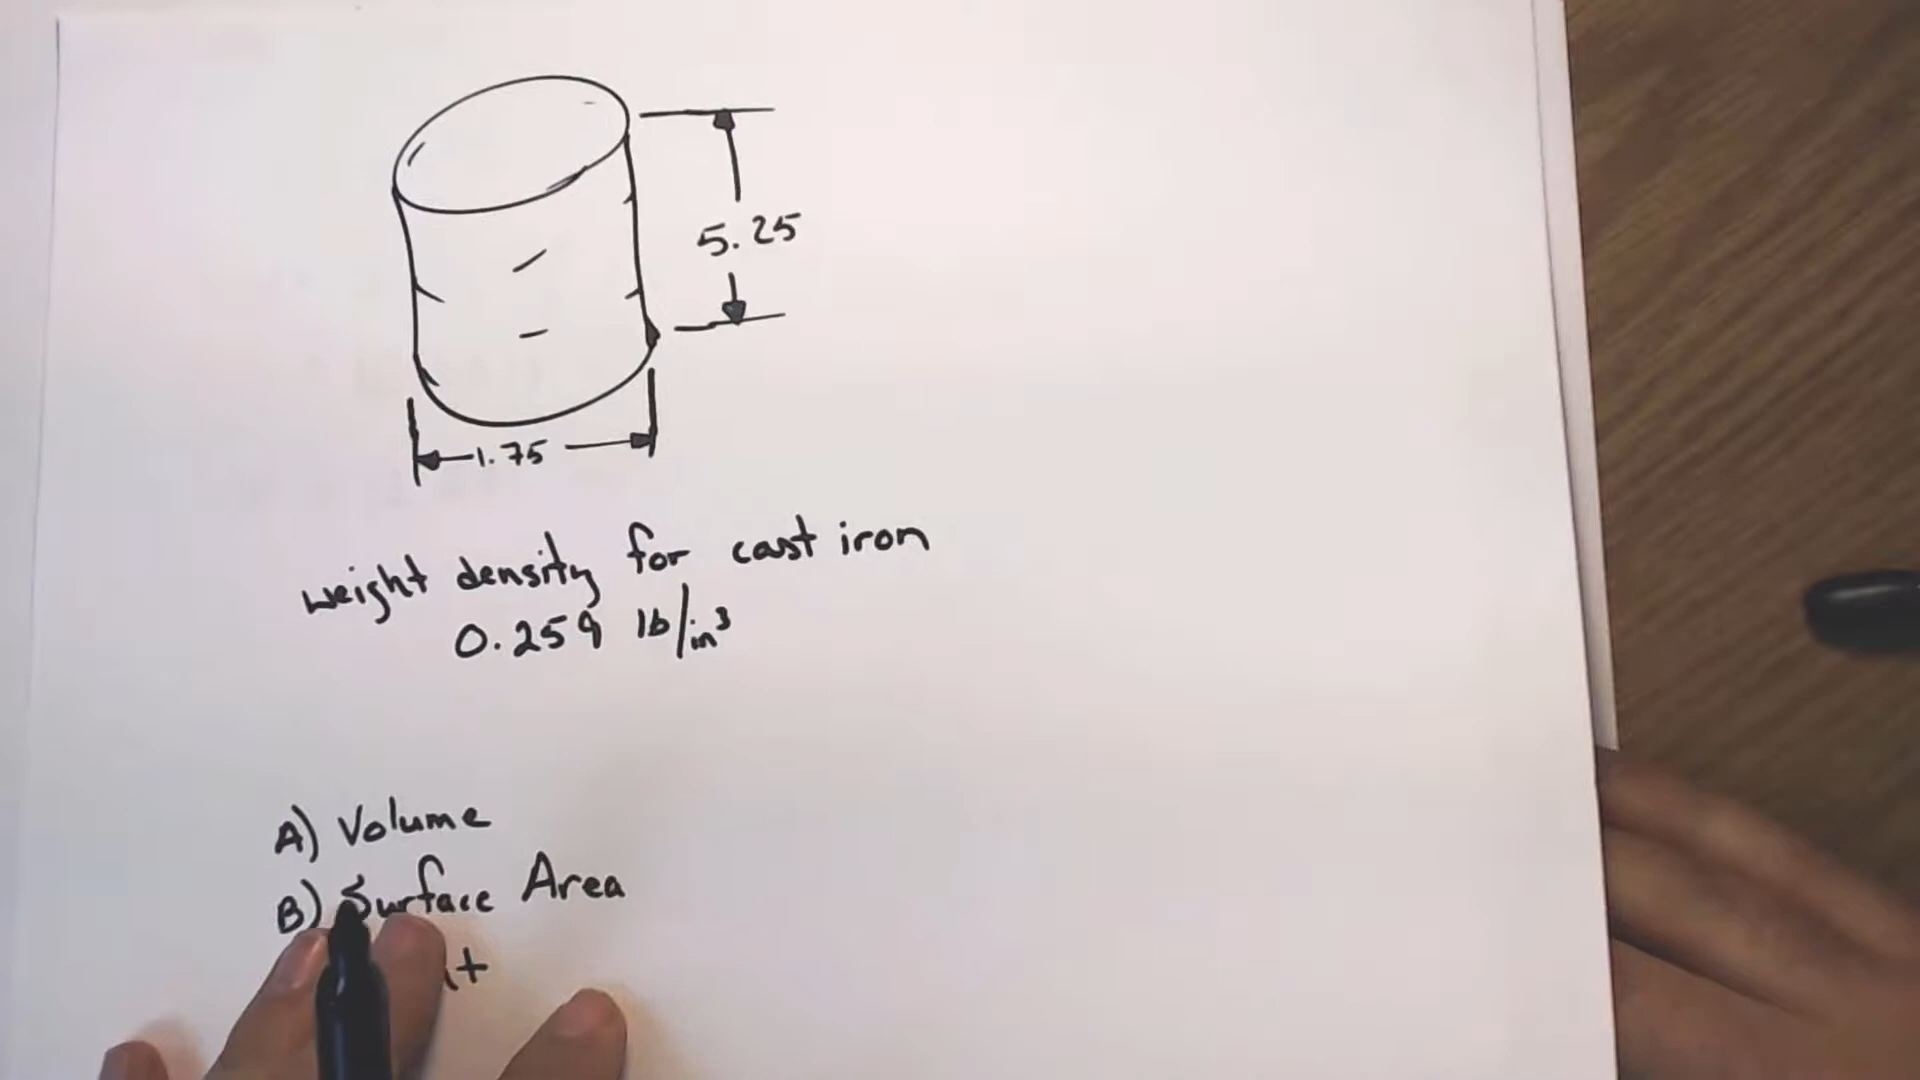 5.25
1.75
weight density for cast iron
0.259 lb/in³
A) Volume
B) Surface Area